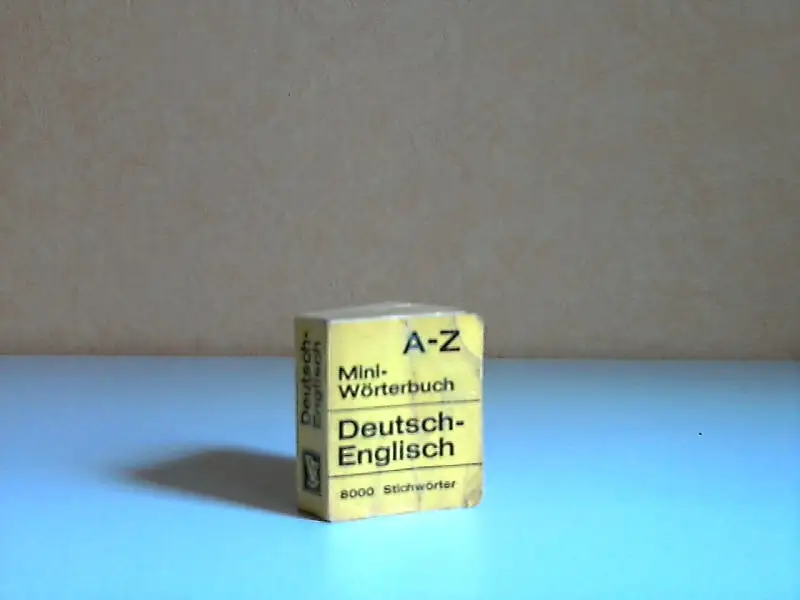 Deutsch-
Englisch
A-Z
Mini-
Wörterbuch
Deutsch-
Englisch
8000 Stichwörter